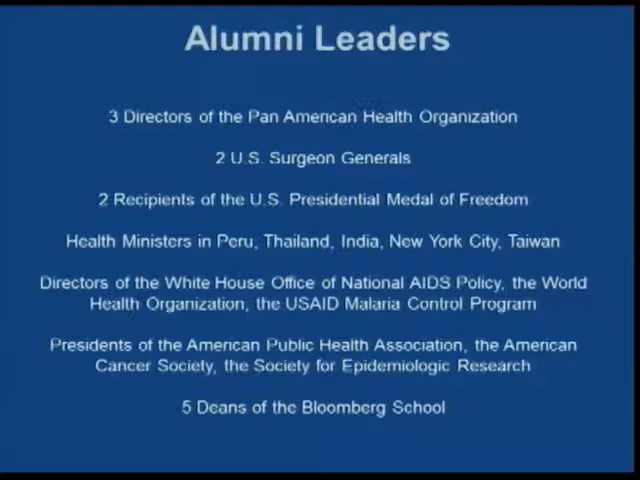 Alumni Leaders
3 Directors of the Pan American Health Organization
2 U.S. Surgeon Generals
2 Recipients of the U.S. Presidential Medal of Freedom
Health Ministers in Peru, Thailand, India, New York City, Taiwan
Directors of the White House Office of National AIDS Policy, the World
Health Organization, the USAID Malaria Control Program
Presidents of the American Public Health Association, the American
Cancer Society, the Society for Epidemiologic Research
5 Deans of the Bloomberg School